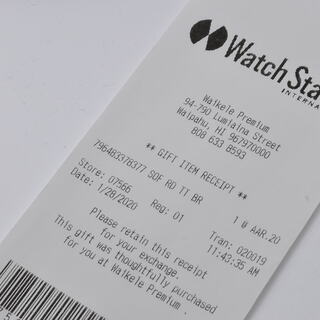 Watch Sta
INTERNA
Waikele Premium
94-790 Lumiaina Street
Waipahu, HI 967970000
808 633 8593
** GIFT ITEM RECEIPT **
796483378377 SOF RD TT BR 1 @ AAR.20
Store: 07566 Reg: 01 Tran: 020019
Date: 1/28/2020 11:43:35 AM
Please retain this receipt
for your exchange.
This gift was thoughtfully purchased
for you at Waikele Premium .